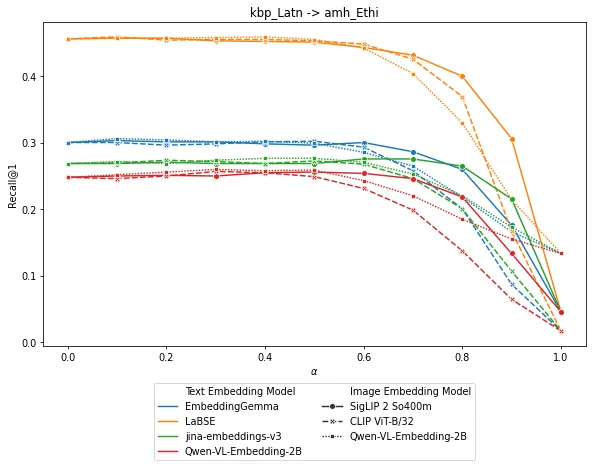 kbp_Latn -> amh_Ethi
Recall@1
0.4
0.3
0.2
0.1
0.0
0.0 0.2 0.4 0.6 0.8 1.0
α
Text Embedding Model Image Embedding Model
EmbeddingGemma SigLIP 2 So400m
LaBSE CLIP ViT-B/32
jina-embeddings-v3 Qwen-VL-Embedding-2B
Qwen-VL-Embedding-2B